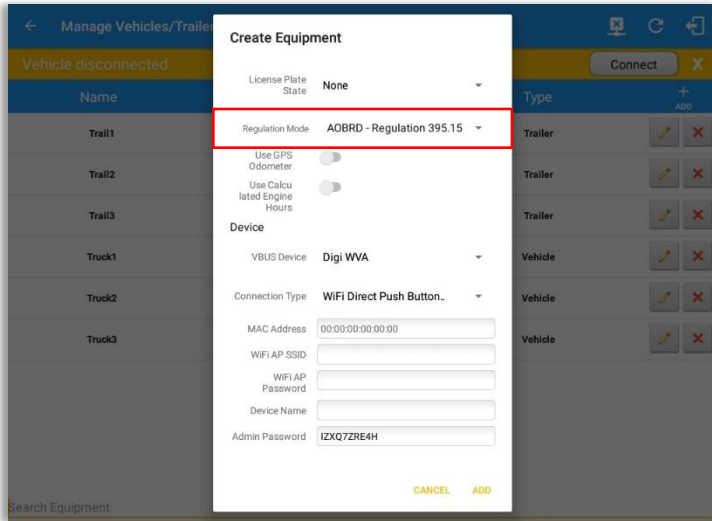 Manage Vehicles/Trailer
Vehicle disconnected
Connect
X
Name
Type
+
ADD
Trail1
Trailer
Trail2
Trailer
Trail3
Trailer
Truck1
Vehicle
Truck2
Vehicle
Truck3
Vehicle
Search Equipment
Create Equipment
License Plate
State
None
Regulation Mode
AOBRD - Regulation 395.15
Use GPS
Odometer
Use Calcu
lated Engine
Hours
Device
VBUS Device
Digi WVA
Connection Type
WiFi Direct Push Button..
MAC Address
00:00:00:00:00:00
WiFi AP SSID
WiFi AP
Password
Device Name
Admin Password
IZXQ7ZRE4H
CANCEL
ADD